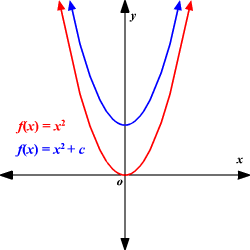 y
f(x) = x²
f(x) = x² + c
x
o